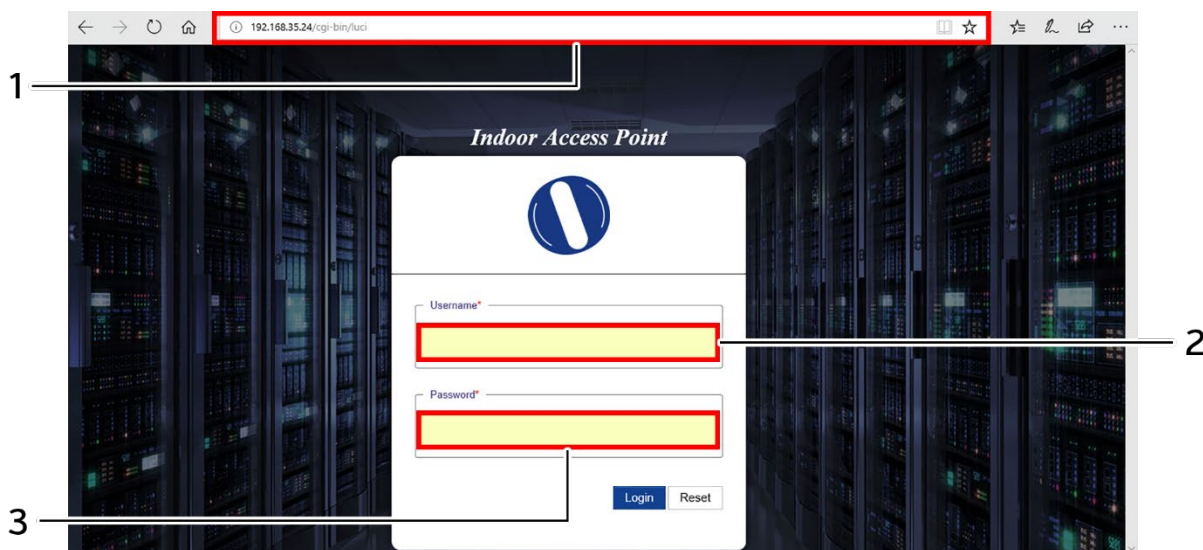 192.168.35.24/cgi-bin/luci
1
Indoor Access Point
Username*
2
Password*
Login Reset
3